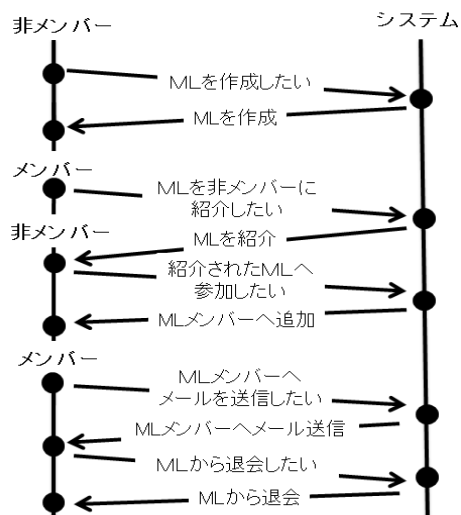 非メンバー
システム
MLを作成したい
MLを作成
メンバー
MLを非メンバーに
紹介したい
非メンバー
MLを紹介
紹介されたMLへ
参加したい
MLメンバーへ追加
メンバー
MLメンバーへ
メールを送信したい
MLメンバーへメール送信
MLから退会したい
MLから退会